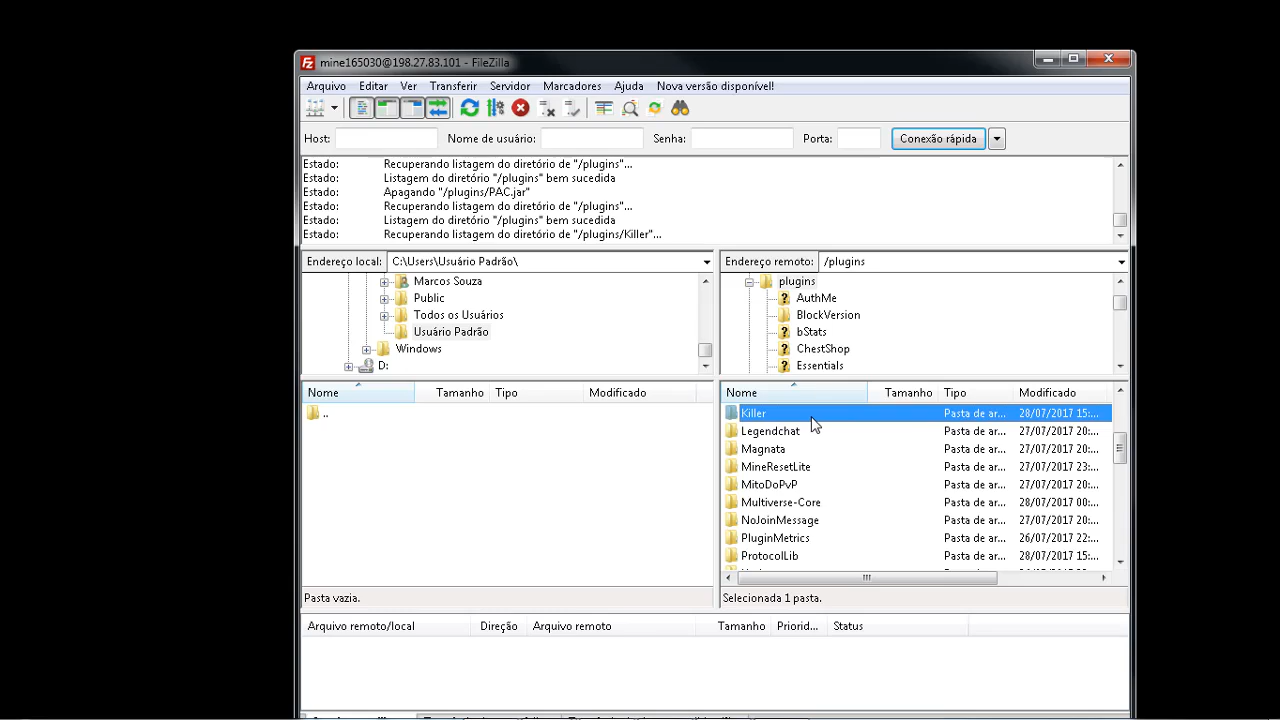 mine165030@198.27.83.101 - FileZilla
Arquivo Editar Ver Transferir Servidor Marcadores Ajuda Nova versão disponível!
Host: Nome de usuário: Senha: Porta: Conexão rápida
Estado: Recuperando listagem do diretório de "/plugins"...
Estado: Listagem do diretório "/plugins" bem sucedida
Estado: Apagando "/plugins/PAC.jar"
Estado: Recuperando listagem do diretório de "/plugins"...
Estado: Listagem do diretório "/plugins" bem sucedida
Estado: Recuperando listagem do diretório de "/plugins/Killer"...
Endereço local: C:\Users\Usuário Padrão\
Marcos Souza
Public
Todos os Usuários
Usuário Padrão
Windows
D:
Nome Tamanho Tipo Modificado
..
Pasta vazia.
Endereço remoto: /plugins
plugins
AuthMe
BlockVersion
bStats
ChestShop
Essentials
Nome Tamanho Tipo Modificado
Killer Pasta de ar... 28/07/2017 15:...
Legendchat Pasta de ar... 27/07/2017 20:...
Magnata Pasta de ar... 27/07/2017 20:...
MineResetLite Pasta de ar... 27/07/2017 23:...
MitoDoPvP Pasta de ar... 27/07/2017 20:...
Multiverse-Core Pasta de ar... 28/07/2017 00:...
NoJoinMessage Pasta de ar... 27/07/2017 20:...
PluginMetrics Pasta de ar... 26/07/2017 22:...
ProtocolLib Pasta de ar... 28/07/2017 15:...
Selecionada 1 pasta.
Arquivo remoto/local Direção Arquivo remoto Tamanho Priorid... Status